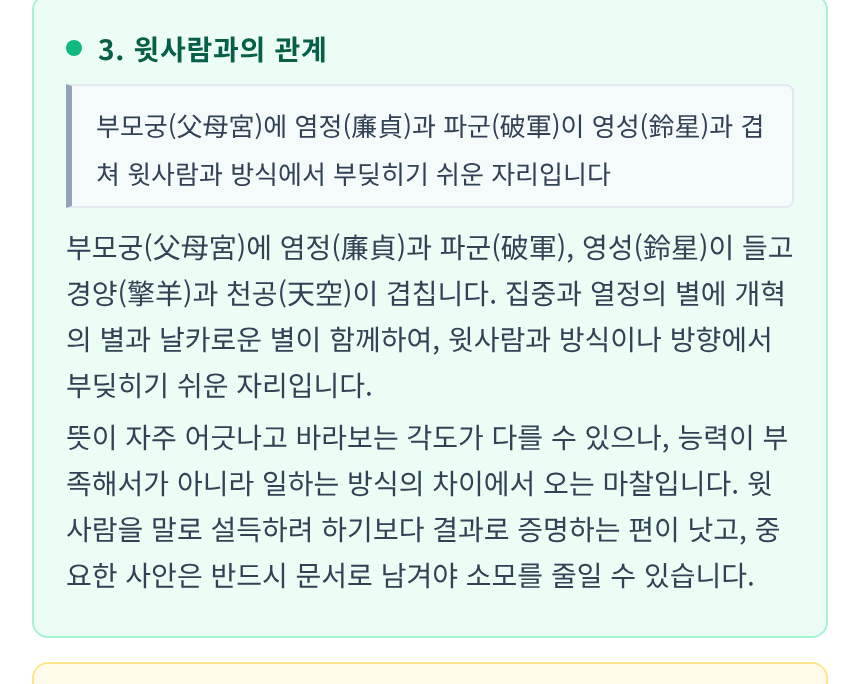 3. 윗사람과의 관계
부모궁(父母宮)에 염정(廉貞)과 파군(破軍)이 영성(鈴星)과 겹
쳐 윗사람과 방식에서 부딪히기 쉬운 자리입니다
부모궁(父母宮)에 염정(廉貞)과 파군(破軍), 영성(鈴星)이 들고
경양(擎羊)과 천공(天空)이 겹칩니다. 집중과 열정의 별에 개혁
의 별과 날카로운 별이 함께하여, 윗사람과 방식이나 방향에서
부딪히기 쉬운 자리입니다.
뜻이 자주 어긋나고 바라보는 각도가 다를 수 있으나, 능력이 부
족해서가 아니라 일하는 방식의 차이에서 오는 마찰입니다. 윗
사람을 말로 설득하려 하기보다 결과로 증명하는 편이 낫고, 중
요한 사안은 반드시 문서로 남겨야 소모를 줄일 수 있습니다.